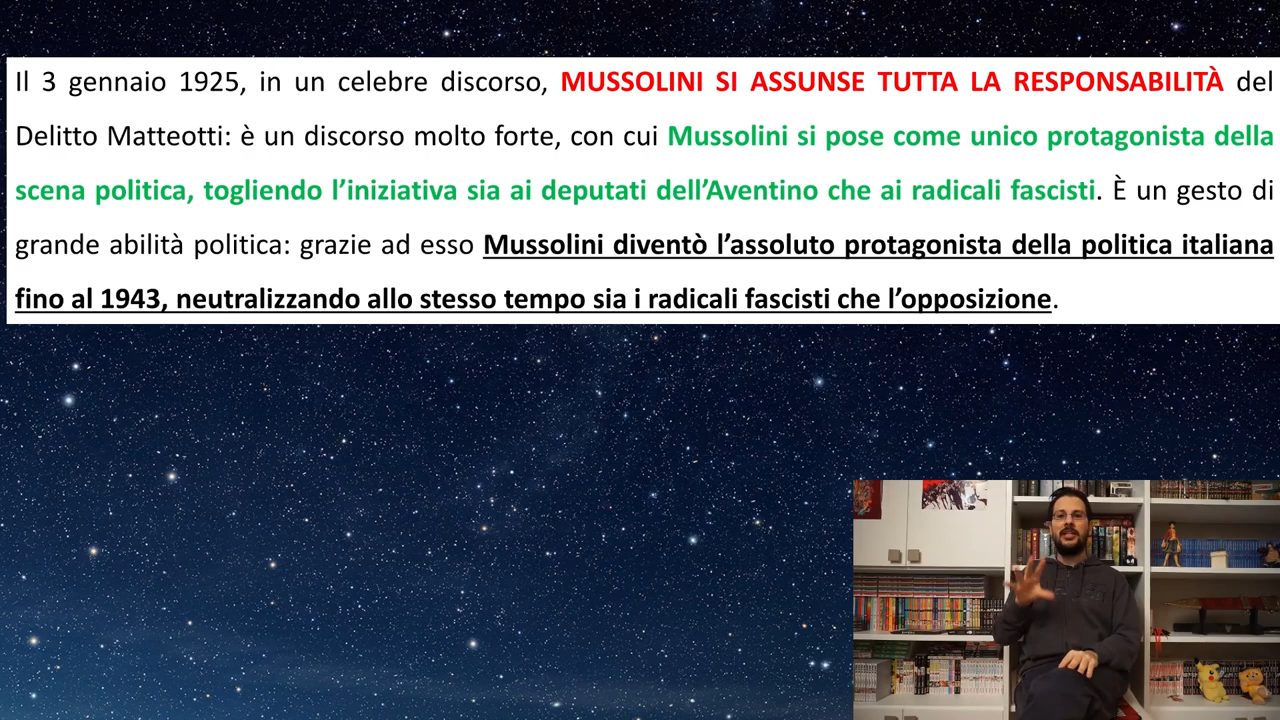 Il 3 gennaio 1925, in un celebre discorso, MUSSOLINI SI ASSUNSE TUTTA LA RESPONSABILITÀ del
Delitto Matteotti: è un discorso molto forte, con cui Mussolini si pose come unico protagonista della
scena politica, togliendo l’iniziativa sia ai deputati dell’Aventino che ai radicali fascisti. È un gesto di
grande abilità politica: grazie ad esso Mussolini diventò l’assoluto protagonista della politica italiana
fino al 1943, neutralizzando allo stesso tempo sia i radicali fascisti che l’opposizione.